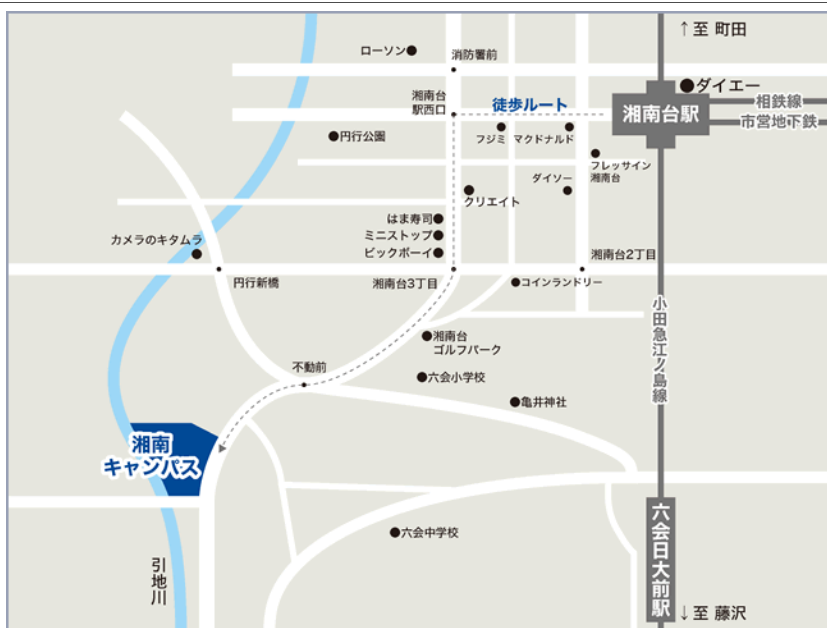 ↑至 町田
ローソン
消防署前
ダイエー
湘南台
駅西口
徒歩ルート
湘南台駅
相鉄線
市営地下鉄
円行公園
フジミ
マクドナルド
フレッサイン
湘南台
ダイソー
クリエイト
はま寿司
ミニストップ
ビックボーイ
カメラのキタムラ
湘南台2丁目
円行新橋
湘南台3丁目
コインランドリー
小田急江ノ島線
湘南台
ゴルフパーク
不動前
六会小学校
亀井神社
湘南
キャンパス
六会中学校
六会日大前駅
引地川
↓至 藤沢